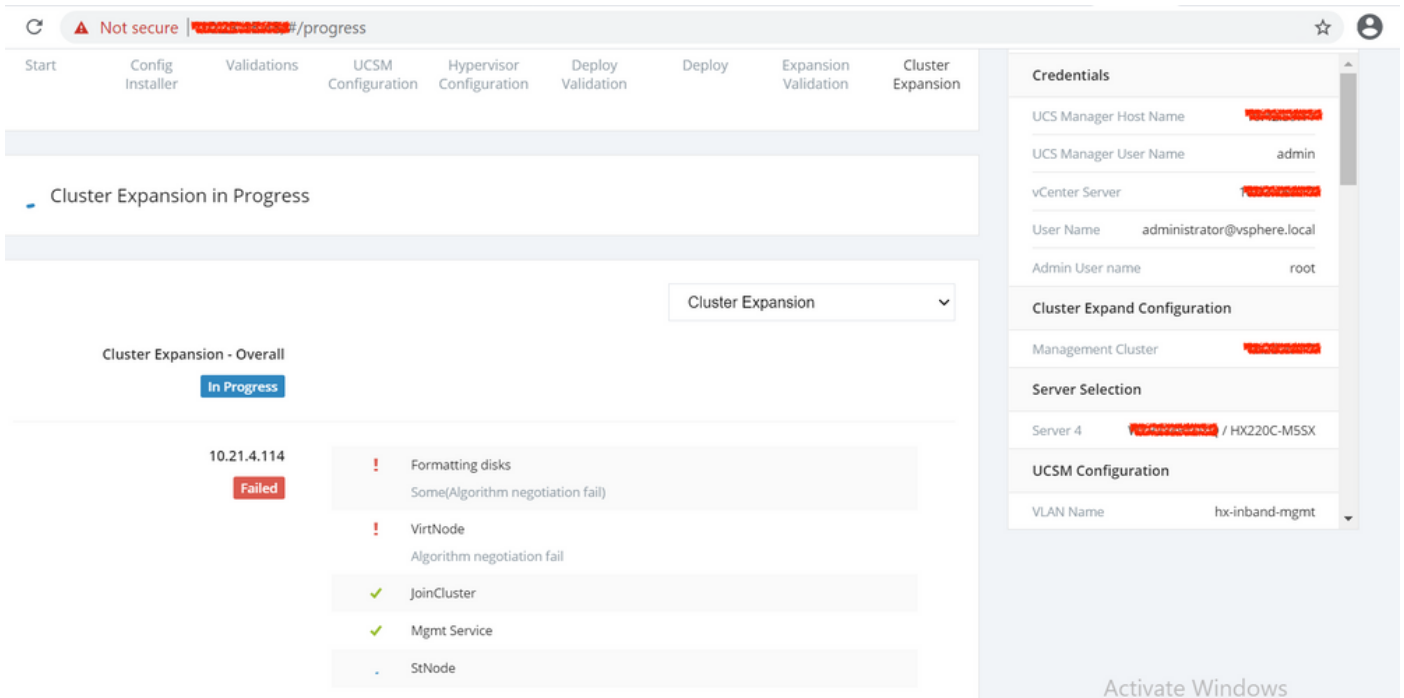 Not secure
#/progress
Start
Config
Installer
Validations
UCSM
Configuration
Hypervisor
Configuration
Deploy
Validation
Deploy
Expansion
Validation
Cluster
Expansion
Cluster Expansion in Progress
Cluster Expansion
Cluster Expansion - Overall
In Progress
10.21.4.114
Failed
Formatting disks
Some(Algorithm negotiation fail)
VirtNode
Algorithm negotiation fail
JoinCluster
Mgmt Service
StNode
Credentials
UCS Manager Host Name
UCS Manager User Name admin
vCenter Server
User Name administrator@vsphere.local
Admin User name root
Cluster Expand Configuration
Management Cluster
Server Selection
Server 4 / HX220C-M5SX
UCSM Configuration
VLAN Name hx-inband-mgmt
Activate Windows